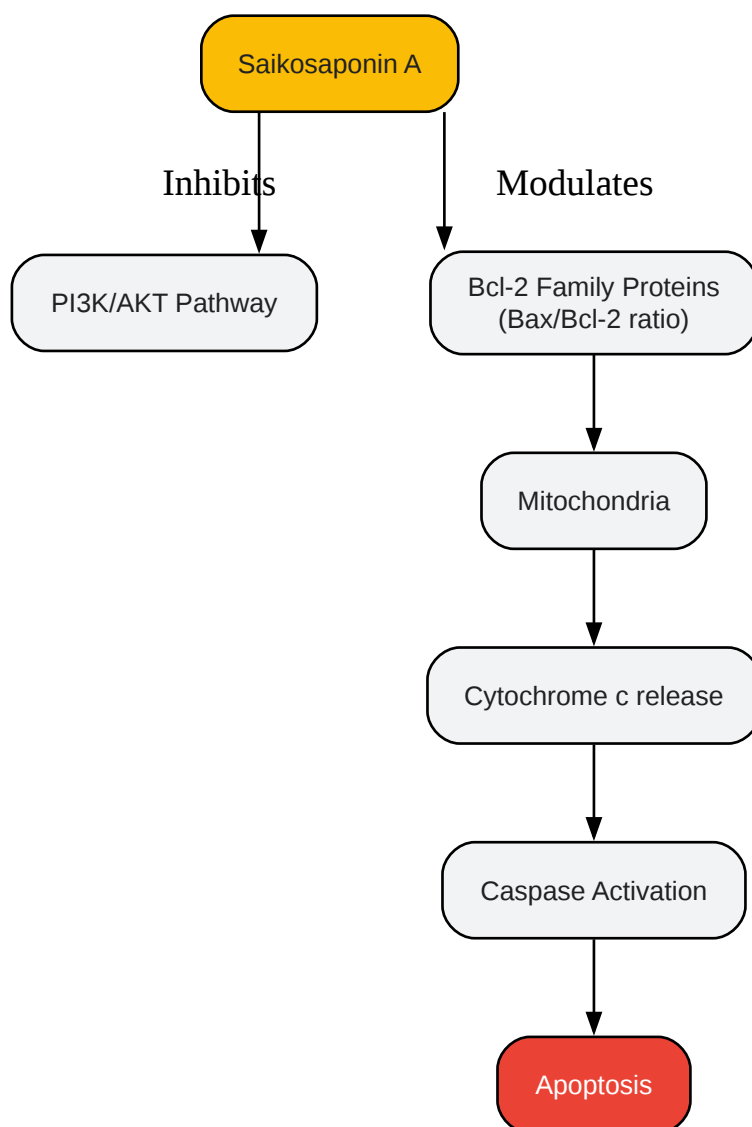 Saikosaponin A
Inhibits
Modulates
PI3K/AKT Pathway
Bcl-2 Family Proteins
(Bax/Bcl-2 ratio)
Mitochondria
Cytochrome c release
Caspase Activation
Apoptosis